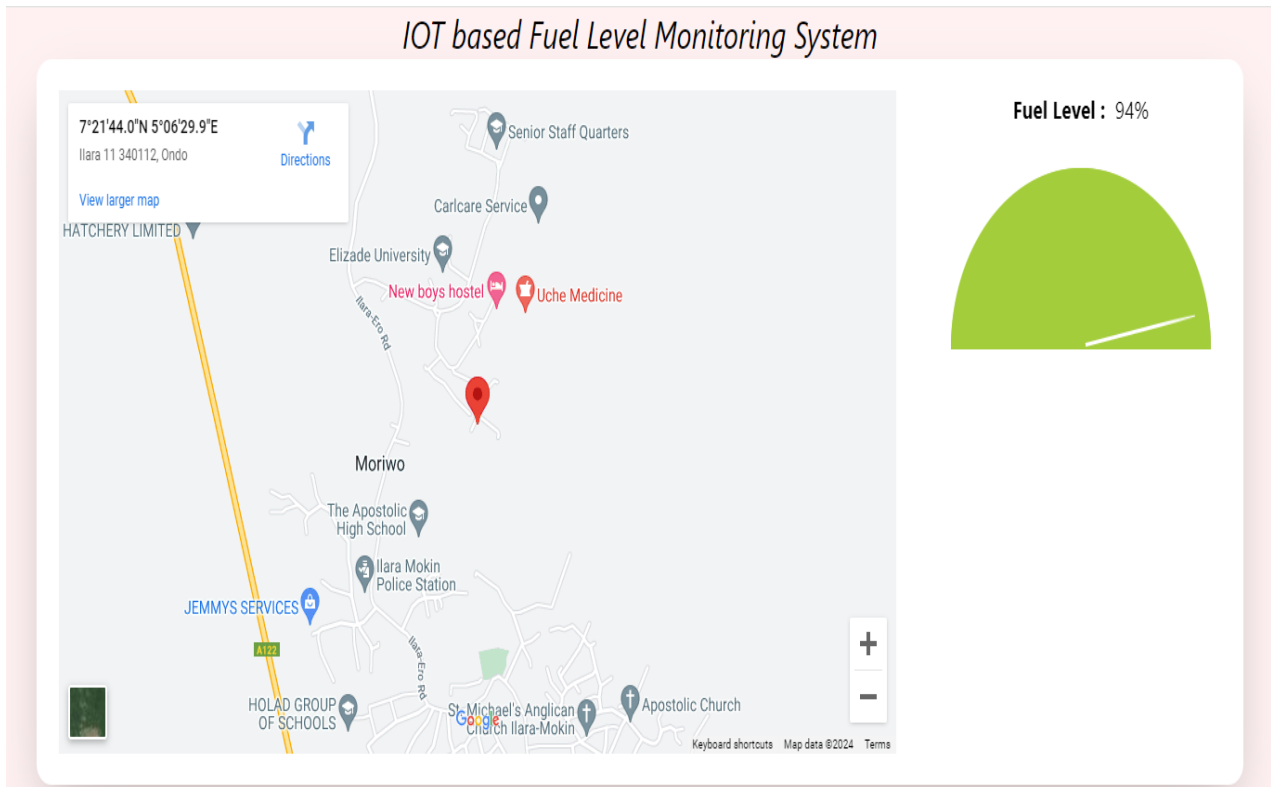 IOT based Fuel Level Monitoring System
7°21'44.0"N 5°06'29.9"E
Ilara 11 340112, Ondo
Directions
View larger map
Fuel Level : 94%
HATCHERY LIMITED
Senior Staff Quarters
Carlcare Service
Elizade University
New boys hostel
Uche Medicine
Ilara-Ero Rd
Moriwo
The Apostolic
High School
Ilara Mokin
Police Station
JEMMYS SERVICES
A122
Ilara-Ero Rd
HOLAD GROUP
OF SCHOOLS
St. Michael's Anglican
Church Ilara-Mokin
Apostolic Church
Google
Keyboard shortcuts Map data ©2024 Terms